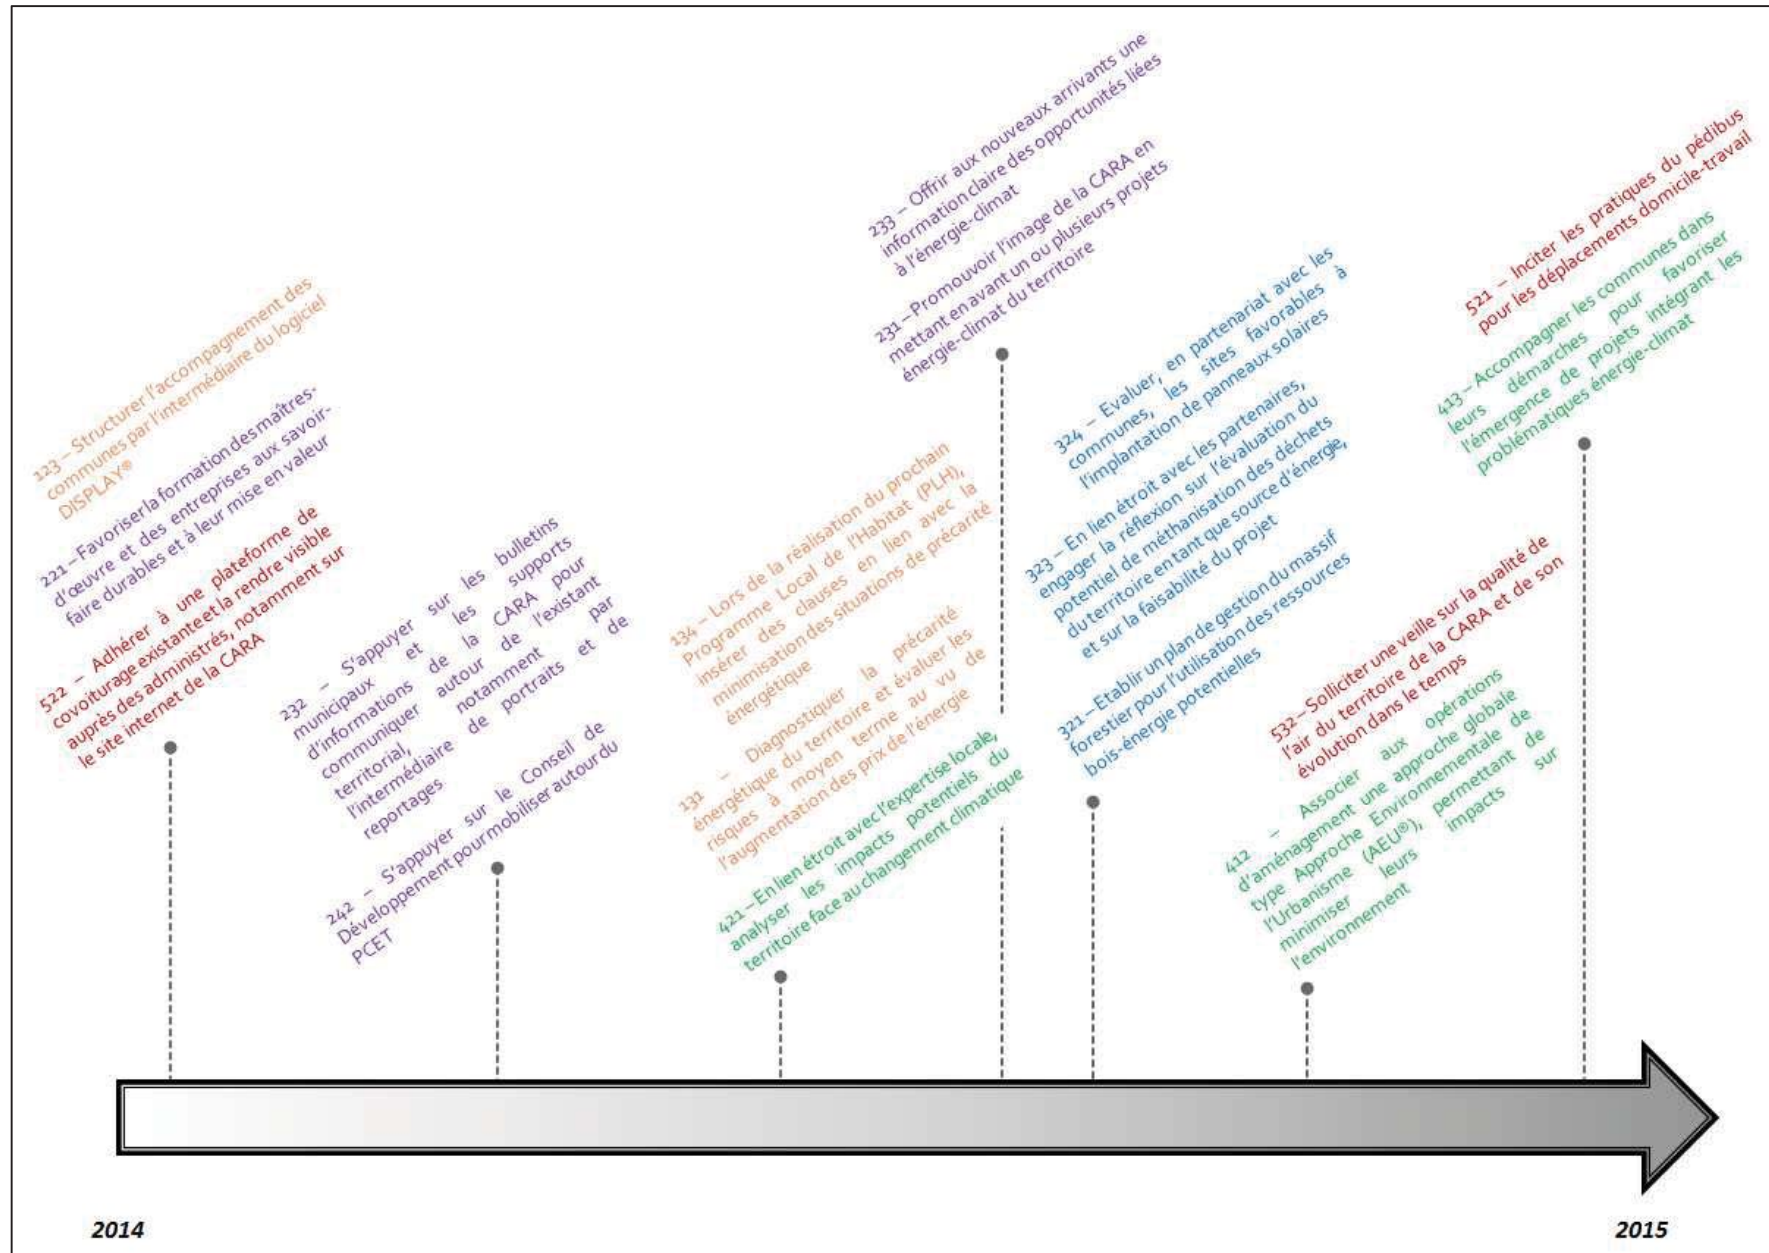 123 – Structurer l'accompagnement des
communes par l'intermédiaire du logiciel
DISPLAY®
221 – Favoriser la formation des maîtres-
d'œuvre et des entreprises aux savoir-
faire durables et à leur mise en valeur
522 – Adhérer à une plateforme de
covoiturage existante et la rendre visible
auprès des administrés, notamment sur
le site internet de la CARA
232 – S'appuyer sur les bulletins
municipaux et les supports
d'informations de la CARA pour
communiquer autour de l'existant
territorial, notamment par
l'intermédiaire de portraits et de
reportages
242 – S'appuyer sur le Conseil de
Développement pour mobiliser autour du
PCET
134 – Lors de la réalisation du prochain
Programme Local de l'Habitat (PLH),
insérer des clauses en lien avec la
minimisation des situations de précarité
énergétique
131 – Diagnostiquer la précarité
énergétique du territoire et évaluer les
risques à moyen terme au vu de
l'augmentation des prix de l'énergie
421 – En lien étroit avec l'expertise locale,
analyser les impacts potentiels du
territoire face au changement climatique
233 – Offrir aux nouveaux arrivants une
information claire des opportunités liées
à l'énergie-climat
231 – Promouvoir l'image de la CARA en
mettant en avant un ou plusieurs projets
énergie-climat du territoire
324 – Evaluer, en partenariat avec les
communes, les sites favorables à
l'implantation de panneaux solaires
323 – En lien étroit avec les partenaires,
engager la réflexion sur l'évaluation du
potentiel de méthanisation des déchets
du territoire en tant que source d'énergie,
et sur la faisabilité du projet
321 – Etablir un plan de gestion du massif
forestier pour l'utilisation des ressources
bois-énergie potentielles
532 – Solliciter une veille sur la qualité de
l'air du territoire de la CARA et de son
évolution dans le temps
412 – Associer aux opérations
d'aménagement une approche globale
type Approche Environnementale de
l'Urbanisme (AEU®), permettant de
minimiser leurs impacts sur
l'environnement
521 – Inciter les pratiques du pédibus
pour les déplacements domicile-travail
413 – Accompagner les communes dans
leurs démarches pour favoriser
l'émergence de projets intégrant les
problématiques énergie-climat
2014
2015